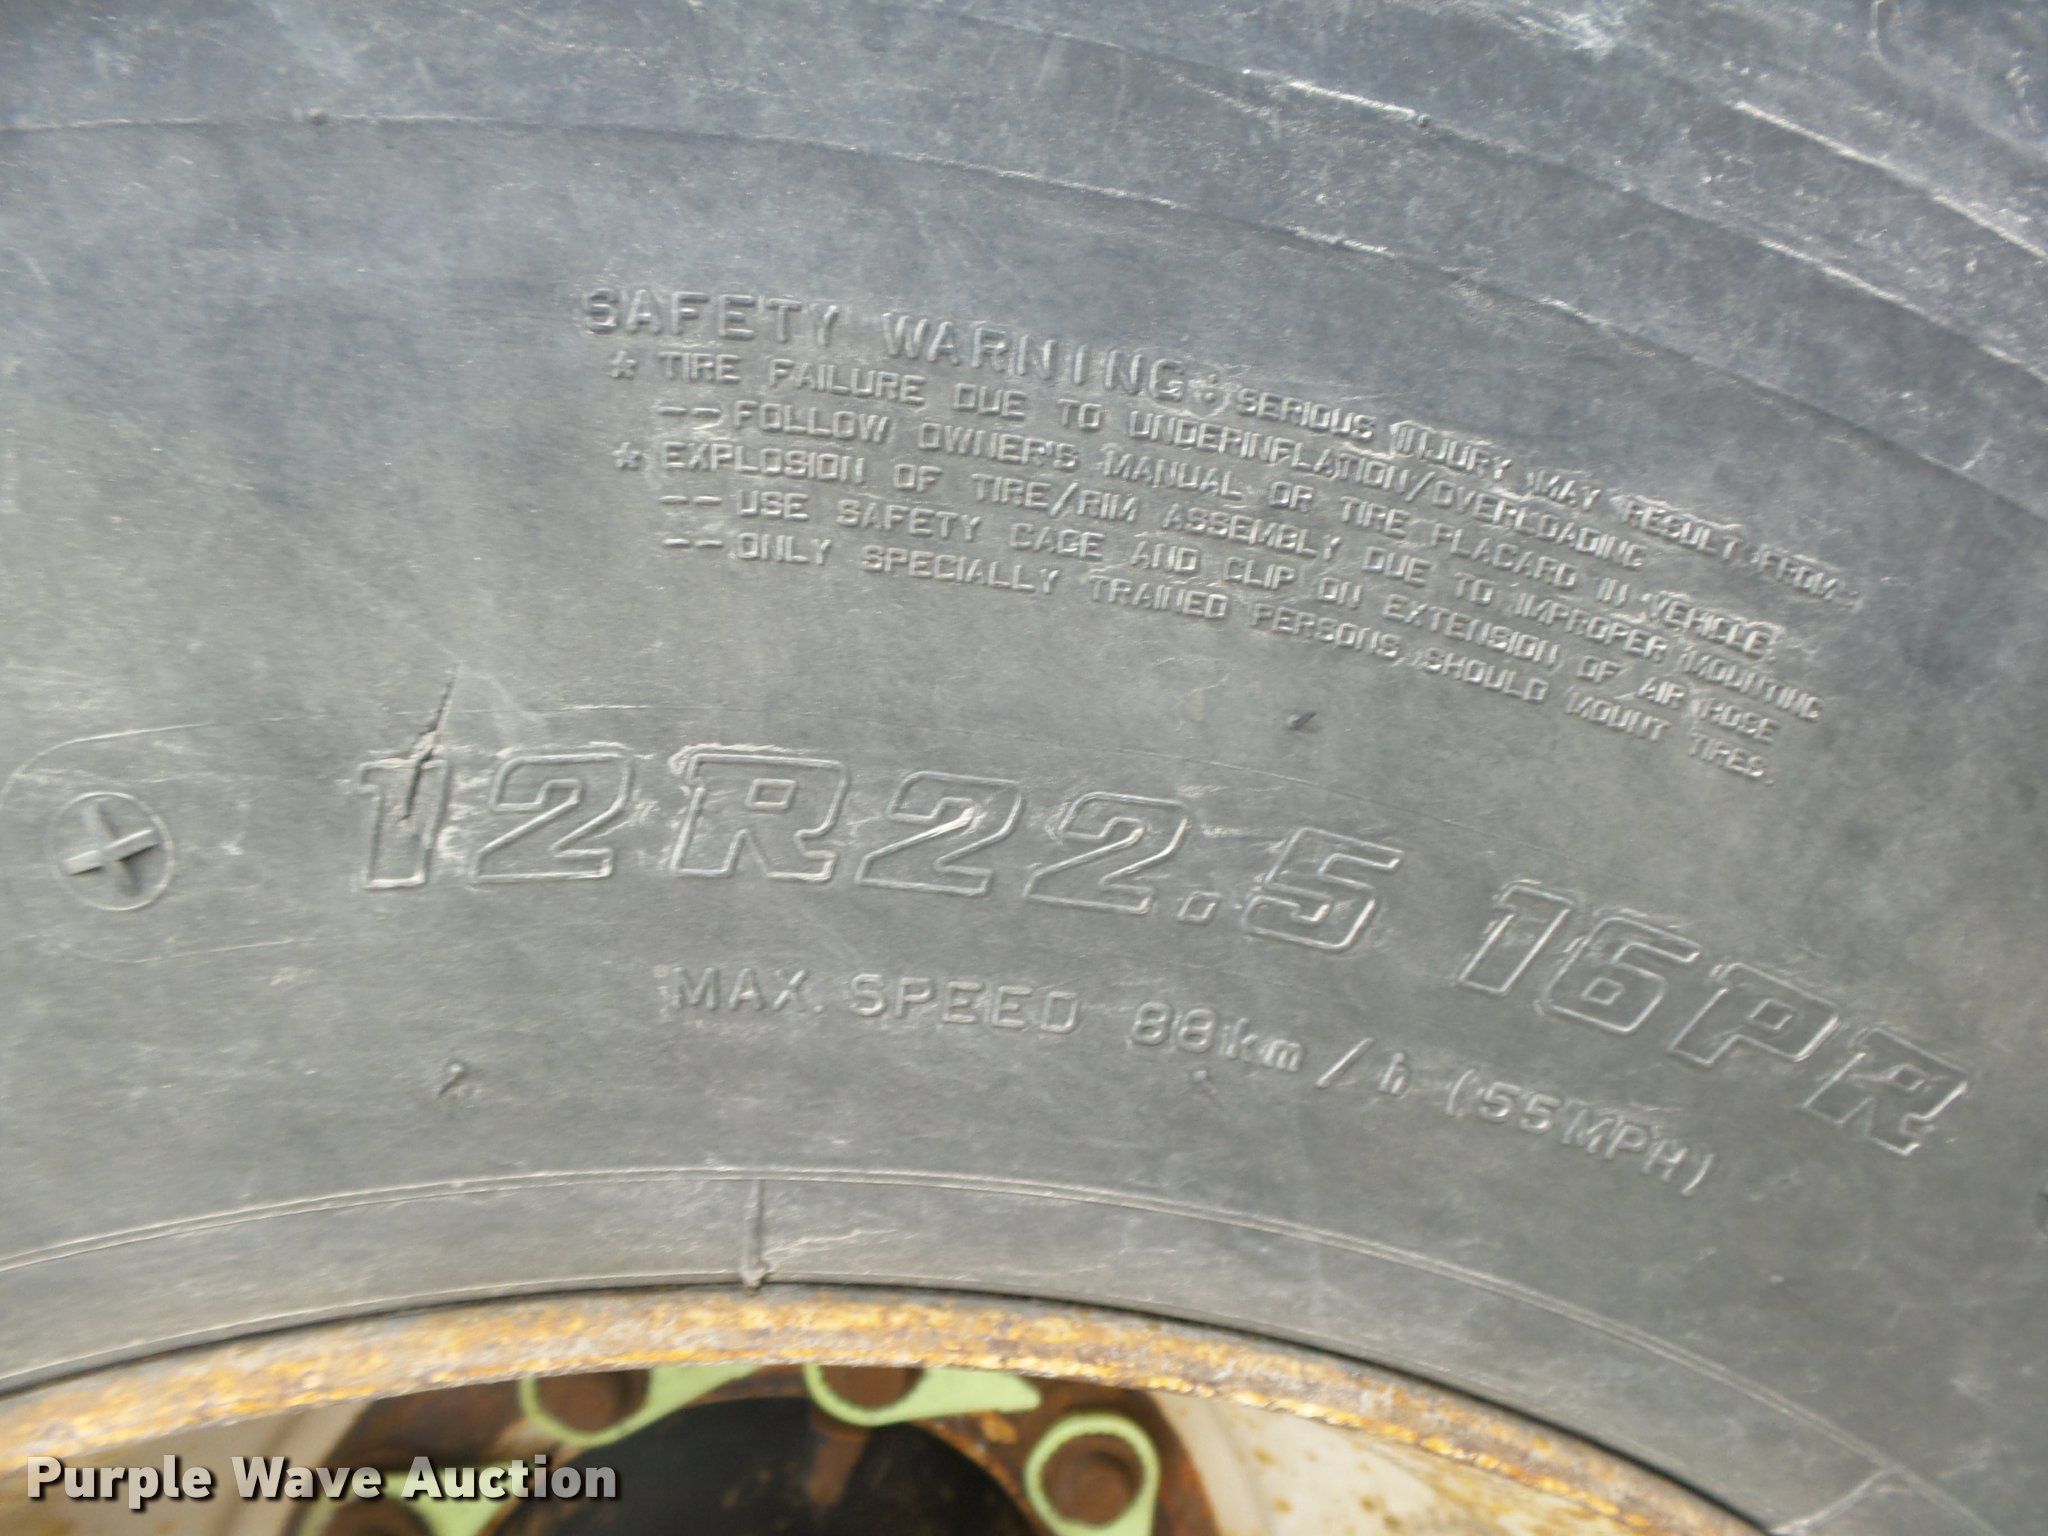 SAFETY WARNING: SERIOUS INJURY MAY RESULT FROM:
* TIRE FAILURE DUE TO UNDERINFLATION/OVERLOADING
-- FOLLOW OWNER'S MANUAL OR TIRE PLACARD IN VEHICLE.
* EXPLOSION OF TIRE/RIM ASSEMBLY DUE TO IMPROPER MOUNTING
-- USE SAFETY CAGE AND CLIP ON EXTENSION OF AIR HOSE
-- ONLY SPECIALLY TRAINED PERSONS, SHOULD MOUNT TIRES.
12R22.5 16PR
MAX. SPEED 88km/h (55MPH)
Purple Wave Auction